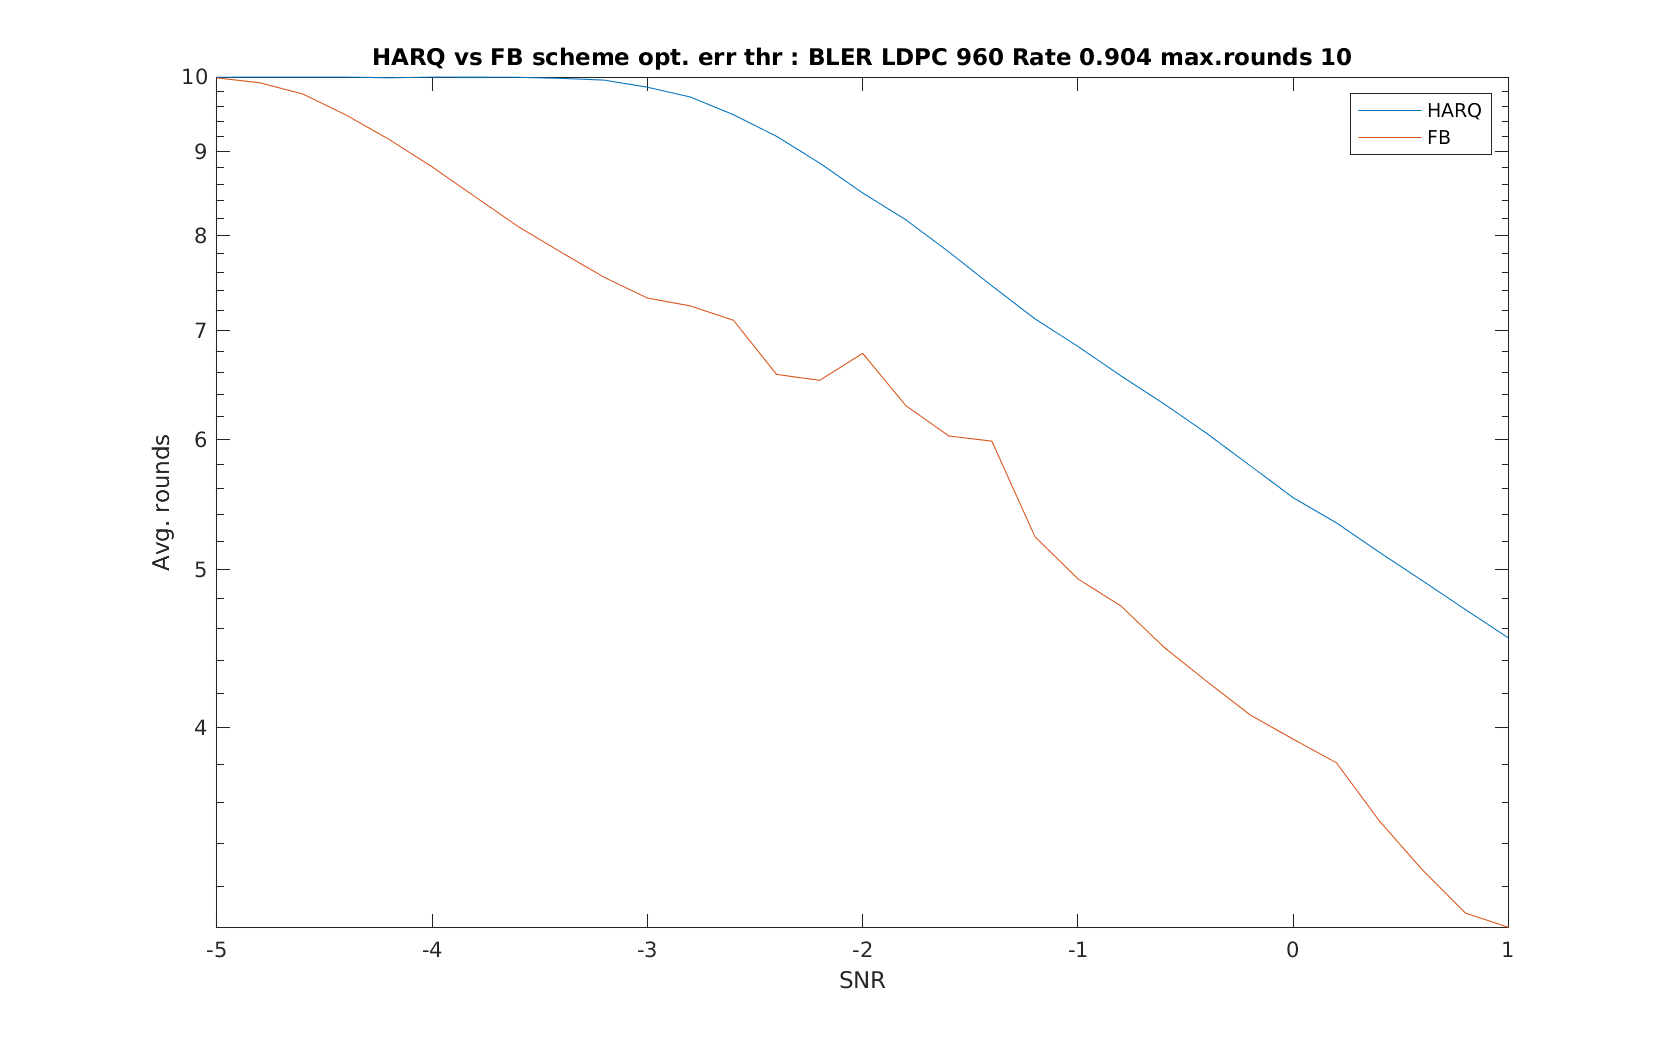 HARQ vs FB scheme opt. err thr : BLER LDPC 960 Rate 0.904 max.rounds 10
10
9
8
7
6
5
4
Avg. rounds
HARQ
FB
-5 -4 -3 -2 -1 0 1
SNR